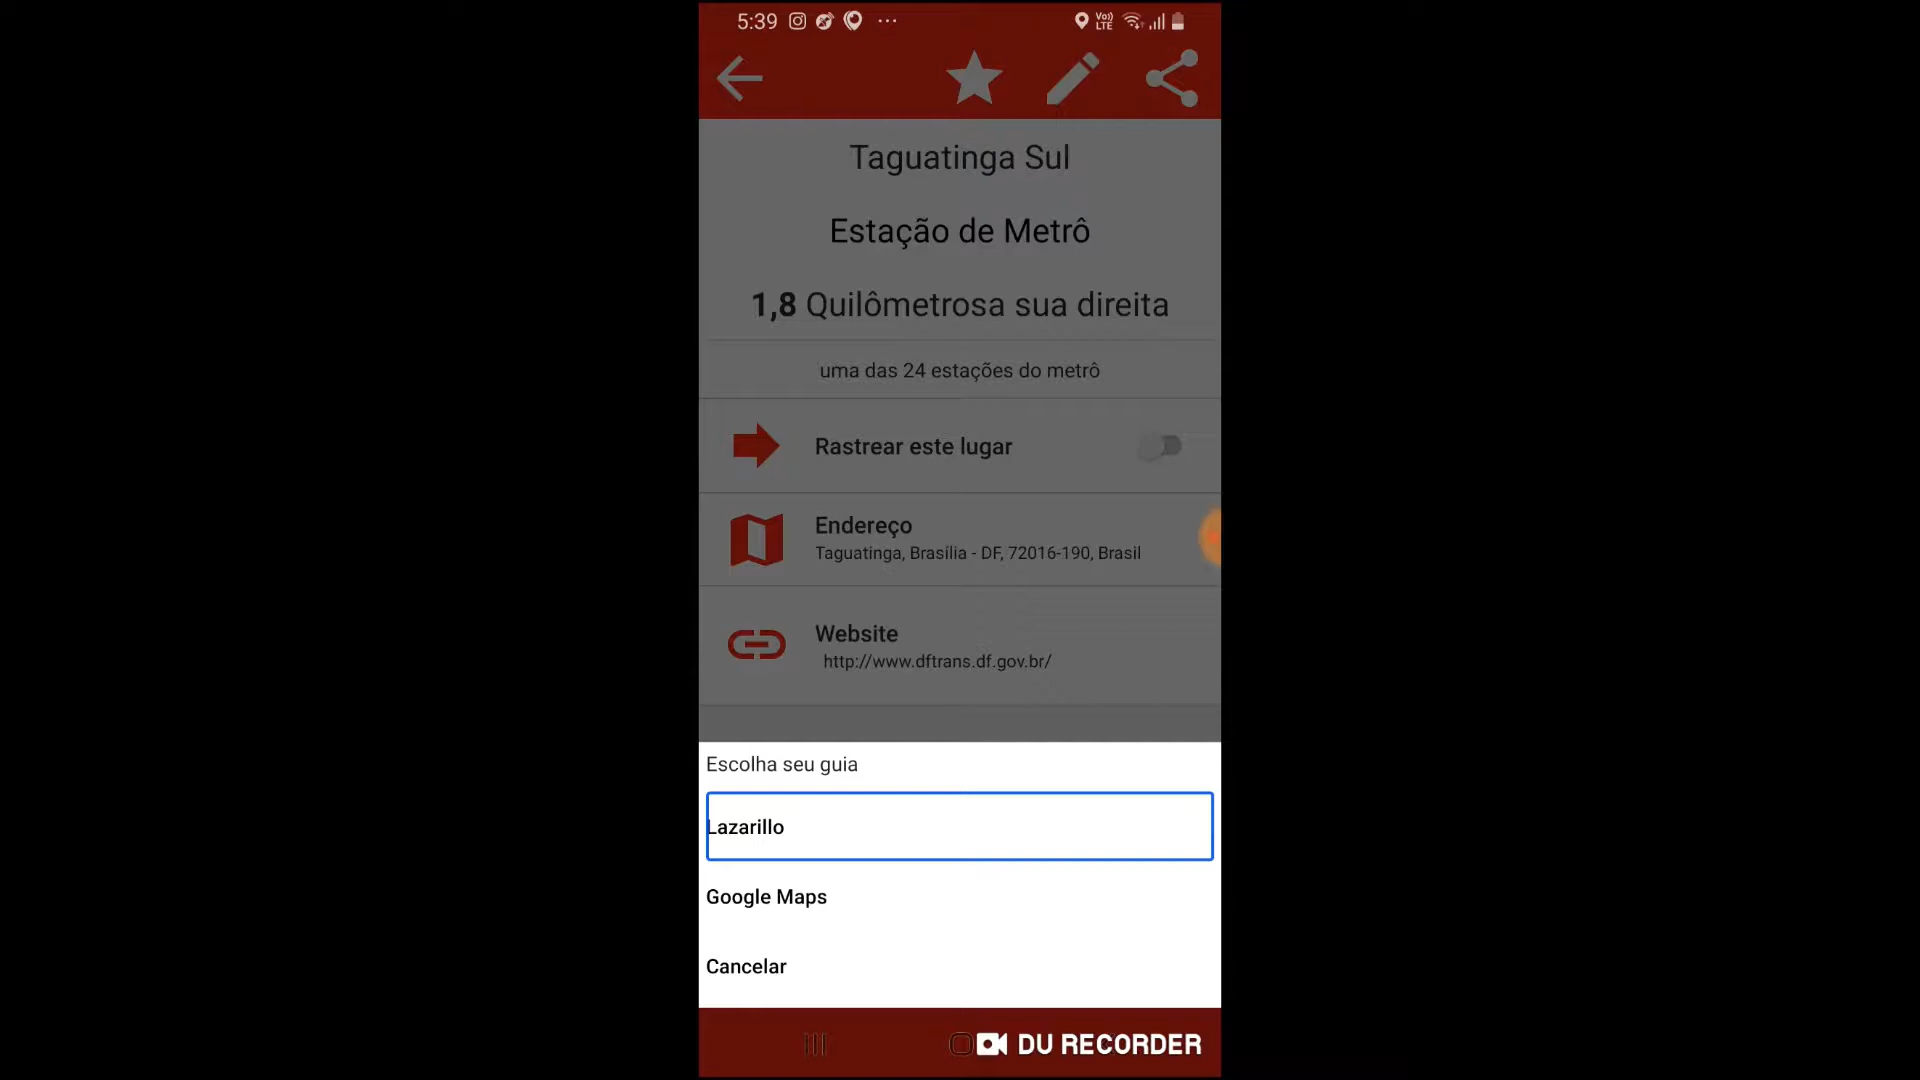 5:39
Vo)) LTE
Taguatinga Sul
Estação de Metrô
1,8 Quilômetrosa sua direita
uma das 24 estações do metrô
Rastrear este lugar
Endereço
Taguatinga, Brasília - DF, 72016-190, Brasil
Website
http://www.dftrans.df.gov.br/
Escolha seu guia
Lazarillo
Google Maps
Cancelar
DU RECORDER